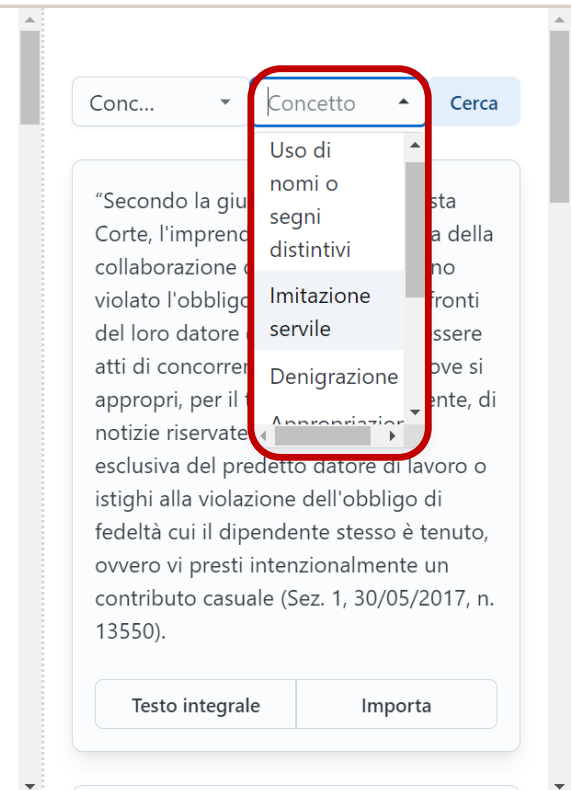 Conc...
Concetto
Cerca
Uso di
nomi o
segni
distintivi
Imitazione
servile
Denigrazione
Appropriazion
“Secondo la giu sta
Corte, l'imprend a della
collaborazione no
violato l'obbligo fronti
del loro datore ssere
atti di concorren ove si
appropri, per il ente, di
notizie riservate
esclusiva del predetto datore di lavoro o
istighi alla violazione dell'obbligo di
fedeltà cui il dipendente stesso è tenuto,
ovvero vi presti intenzionalmente un
contributo casuale (Sez. 1, 30/05/2017, n.
13550).
Testo integrale
Importa